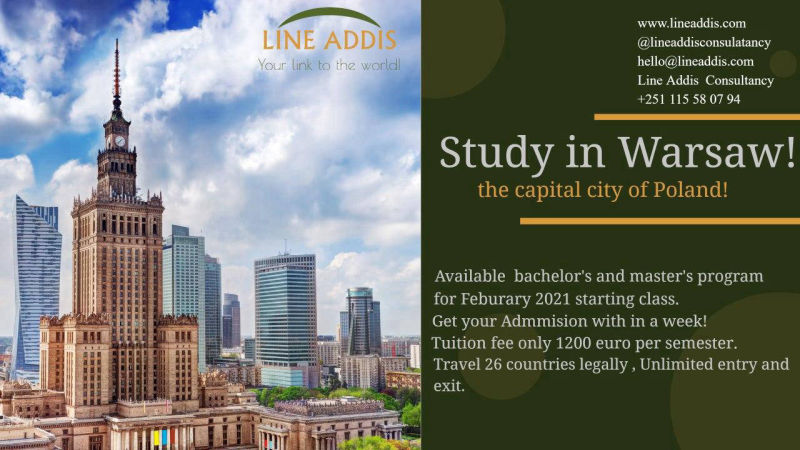 LINE ADDIS
Your link to the world!
www.lineaddis.com
@lineaddisconsulatancy
hello@lineaddis.com
Line Addis Consultancy
+251 115 58 07 94
Study in Warsaw!
the capital city of Poland!
Available bachelor's and master's program
for Feburary 2021 starting class.
Get your Admmision with in a week!
Tuition fee only 1200 euro per semester.
Travel 26 countries legally , Unlimited entry and
exit.